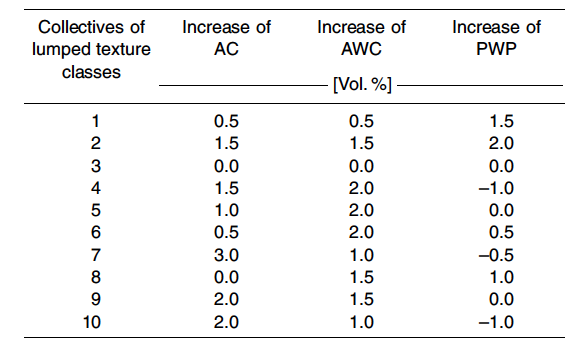 Collectives of Increase of Increase of Increase of
lumped texture AC AWC PWP
classes
[Vol. %]
1 0.5 0.5 1.5
2 1.5 1.5 2.0
3 0.0 0.0 0.0
4 1.5 2.0 –1.0
5 1.0 2.0 0.0
6 0.5 2.0 0.5
7 3.0 1.0 –0.5
8 0.0 1.5 1.0
9 2.0 1.5 0.0
10 2.0 1.0 –1.0